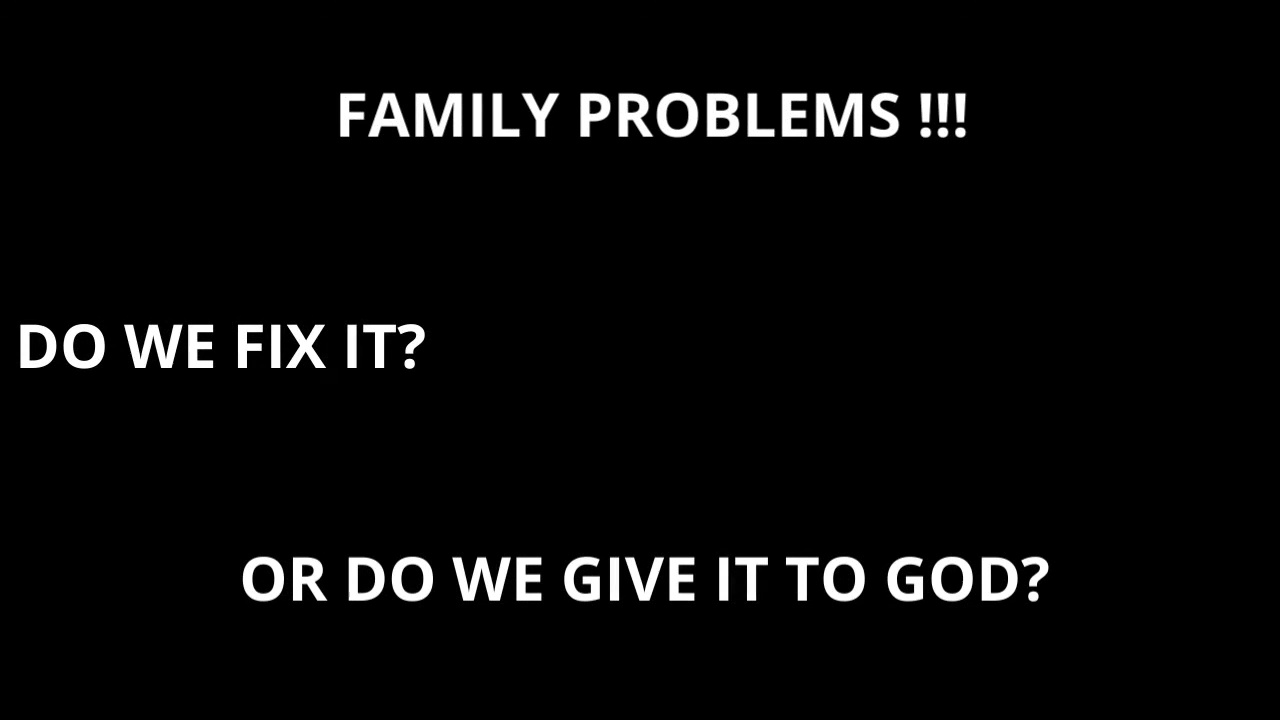 FAMILY PROBLEMS !!!
DO WE FIX IT?
OR DO WE GIVE IT TO GOD?